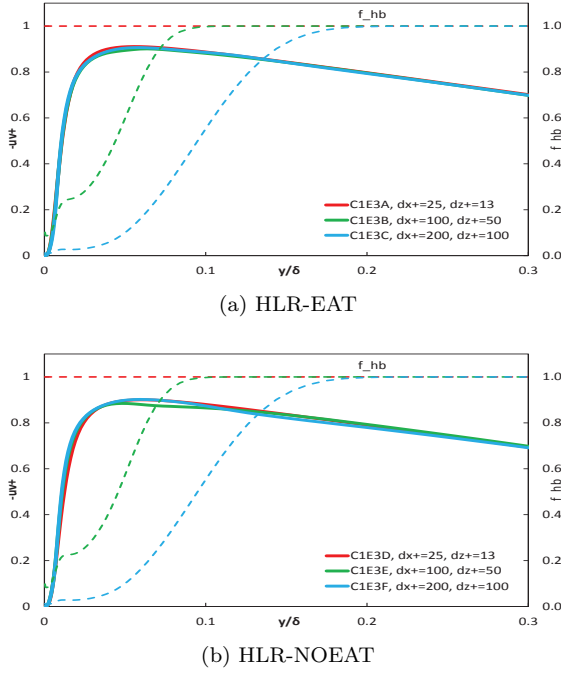 f_hb
1
1.0
0.8
0.8
-uv+
0.6
0.6
f_hb
0.4
0.4
0.2
0.2
C1E3A, dx+=25, dz+=13
C1E3B, dx+=100, dz+=50
C1E3C, dx+=200, dz+=100
0
0.0
0
0.1
y/δ
0.2
0.3
(a) HLR-EAT
f_hb
1
1.0
0.8
0.8
-uv+
0.6
0.6
f_hb
0.4
0.4
0.2
0.2
C1E3D, dx+=25, dz+=13
C1E3E, dx+=100, dz+=50
C1E3F, dx+=200, dz+=100
0
0.0
0
0.1
y/δ
0.2
0.3
(b) HLR-NOEAT